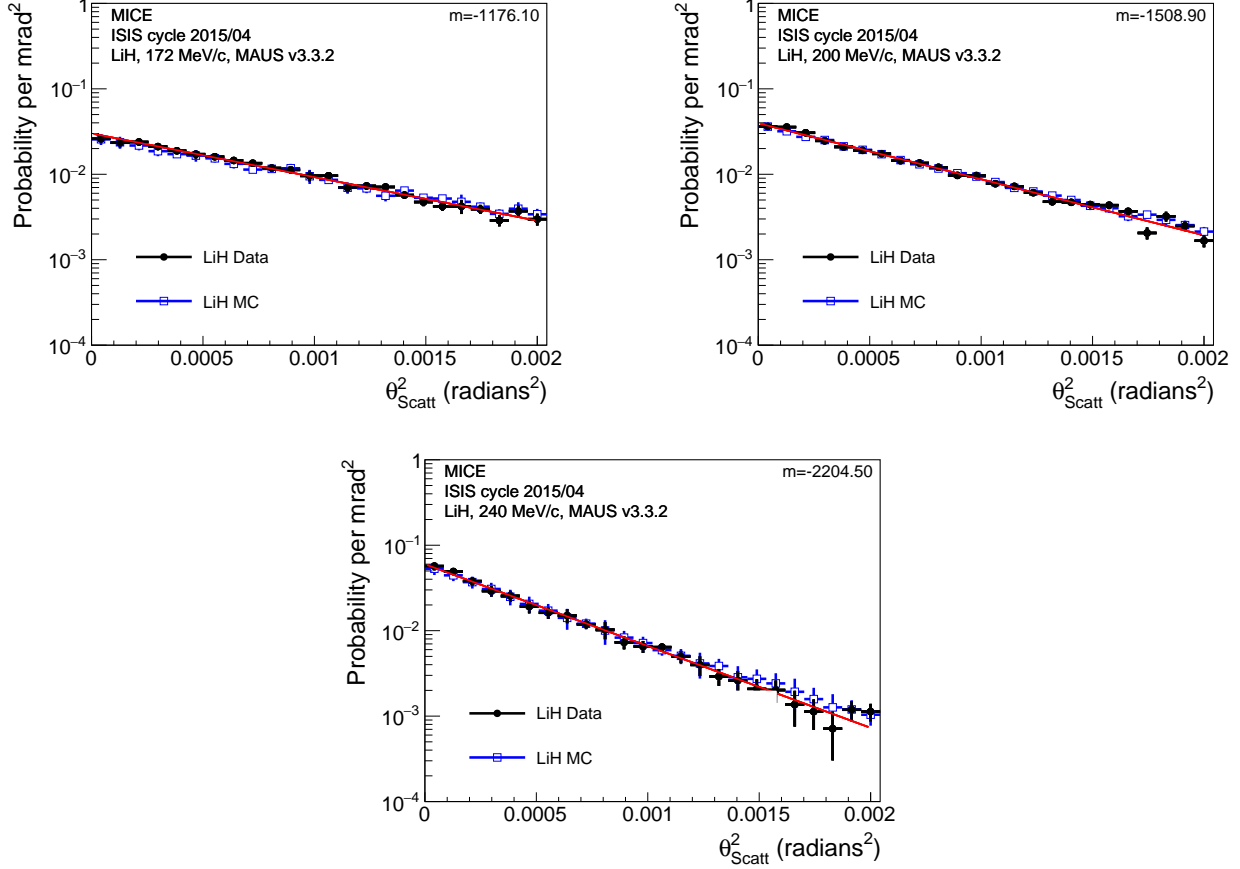 MICE
ISIS cycle 2015/04
LiH, 172 MeV/c, MAUS v3.3.2
m=-1176.10
Probability per mrad²
1
10⁻¹
10⁻²
10⁻³
10⁻⁴
LiH Data
LiH MC
0 0.0005 0.001 0.0015 0.002
θ²Scatt (radians²)
MICE
ISIS cycle 2015/04
LiH, 200 MeV/c, MAUS v3.3.2
m=-1508.90
Probability per mrad²
1
10⁻¹
10⁻²
10⁻³
10⁻⁴
LiH Data
LiH MC
0 0.0005 0.001 0.0015 0.002
θ²Scatt (radians²)
MICE
ISIS cycle 2015/04
LiH, 240 MeV/c, MAUS v3.3.2
m=-2204.50
Probability per mrad²
1
10⁻¹
10⁻²
10⁻³
10⁻⁴
LiH Data
LiH MC
0 0.0005 0.001 0.0015 0.002
θ²Scatt (radians²)